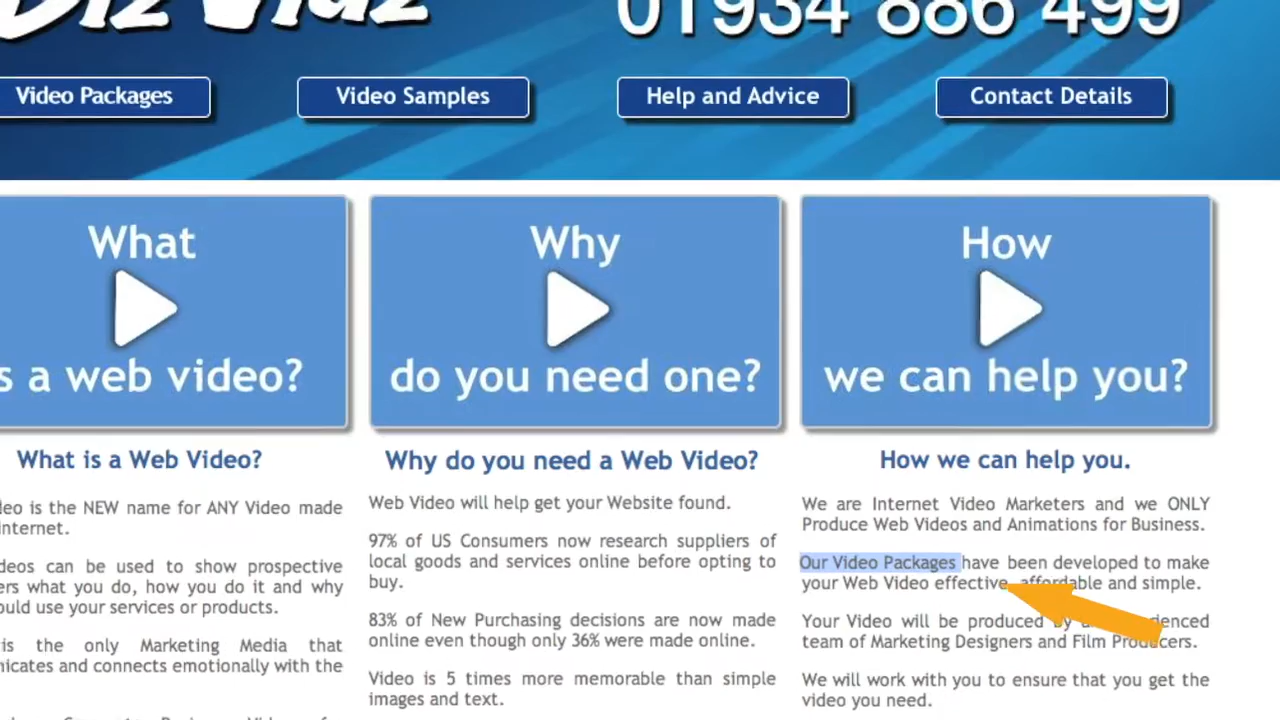 Biz Vidz
01934 886 499
Video Packages
Video Samples
Help and Advice
Contact Details
What
s a web video?
Why
do you need one?
How
we can help you?
What is a Web Video?
deo is the NEW name for ANY Video made
internet.
deos can be used to show prospective
ers what you do, how you do it and why
ould use your services or products.
is the only Marketing Media that
nicates and connects emotionally with the
Why do you need a Web Video?
Web Video will help get your Website found.
97% of US Consumers now research suppliers of
local goods and services online before opting to
buy.
83% of New Purchasing decisions are now made
online even though only 36% were made online.
Video is 5 times more memorable than simple
images and text.
How we can help you.
We are Internet Video Marketers and we ONLY
Produce Web Videos and Animations for Business.
Our Video Packages have been developed to make
your Web Video effective, affordable and simple.
Your Video will be produced by
team of Marketing Designers and Film Producers.
We will work with you to ensure that you get the
video you need.